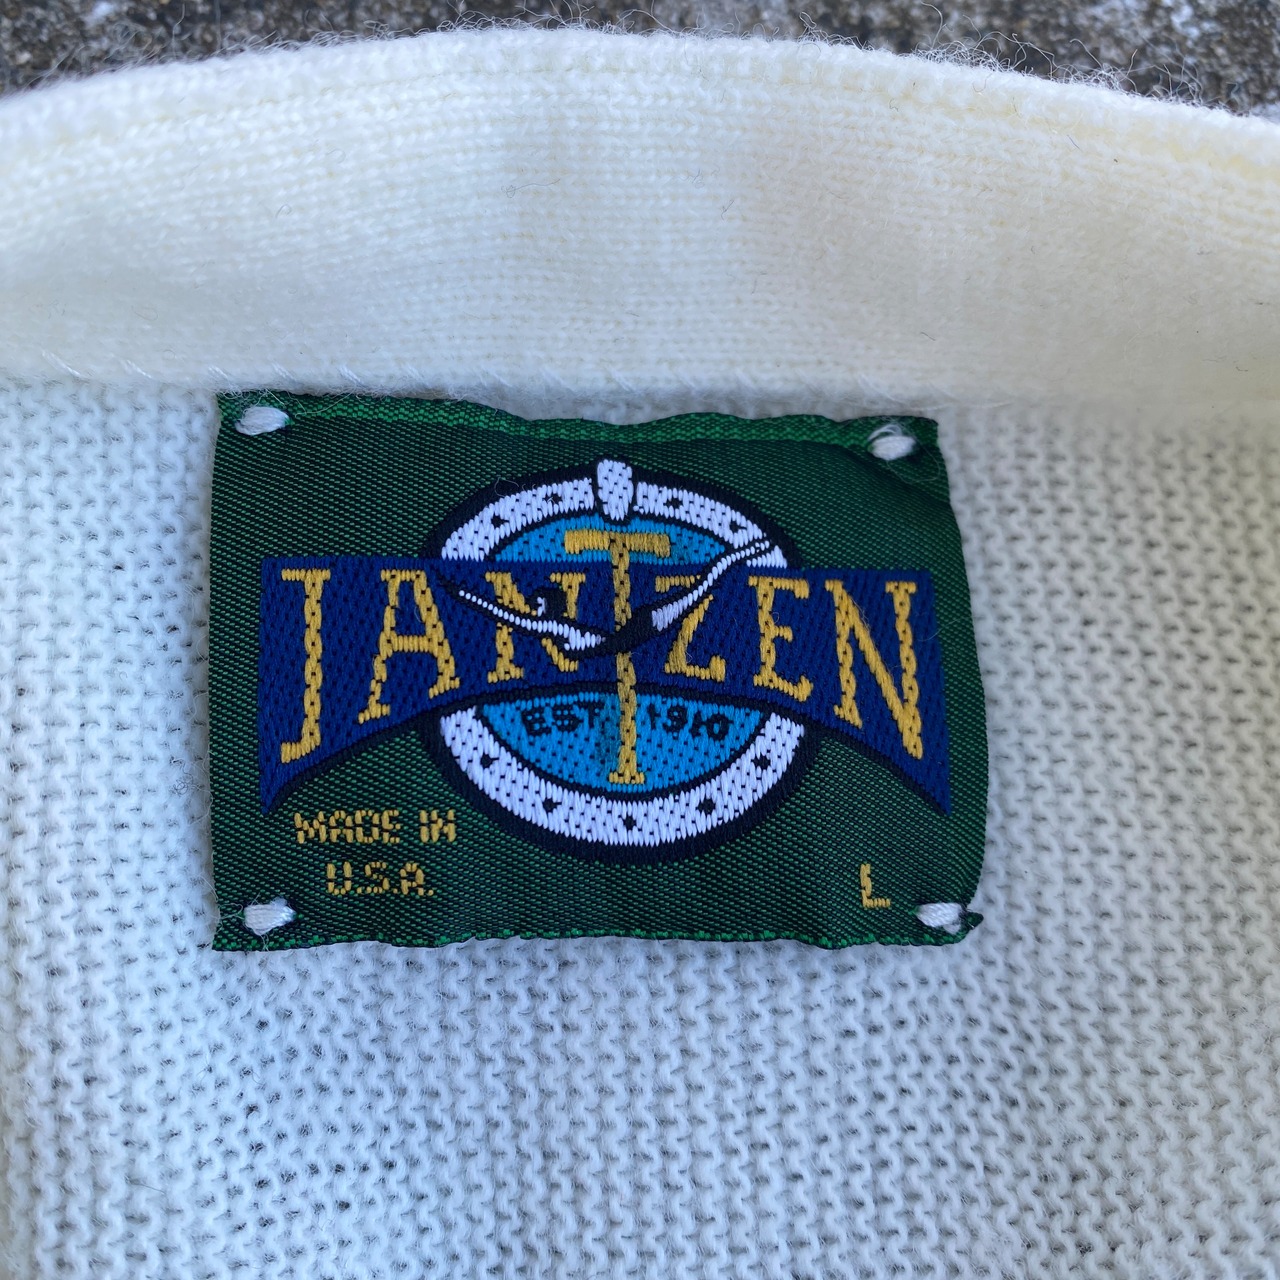 JANTZEN
EST. 1910
MADE IN
U.S.A.
L